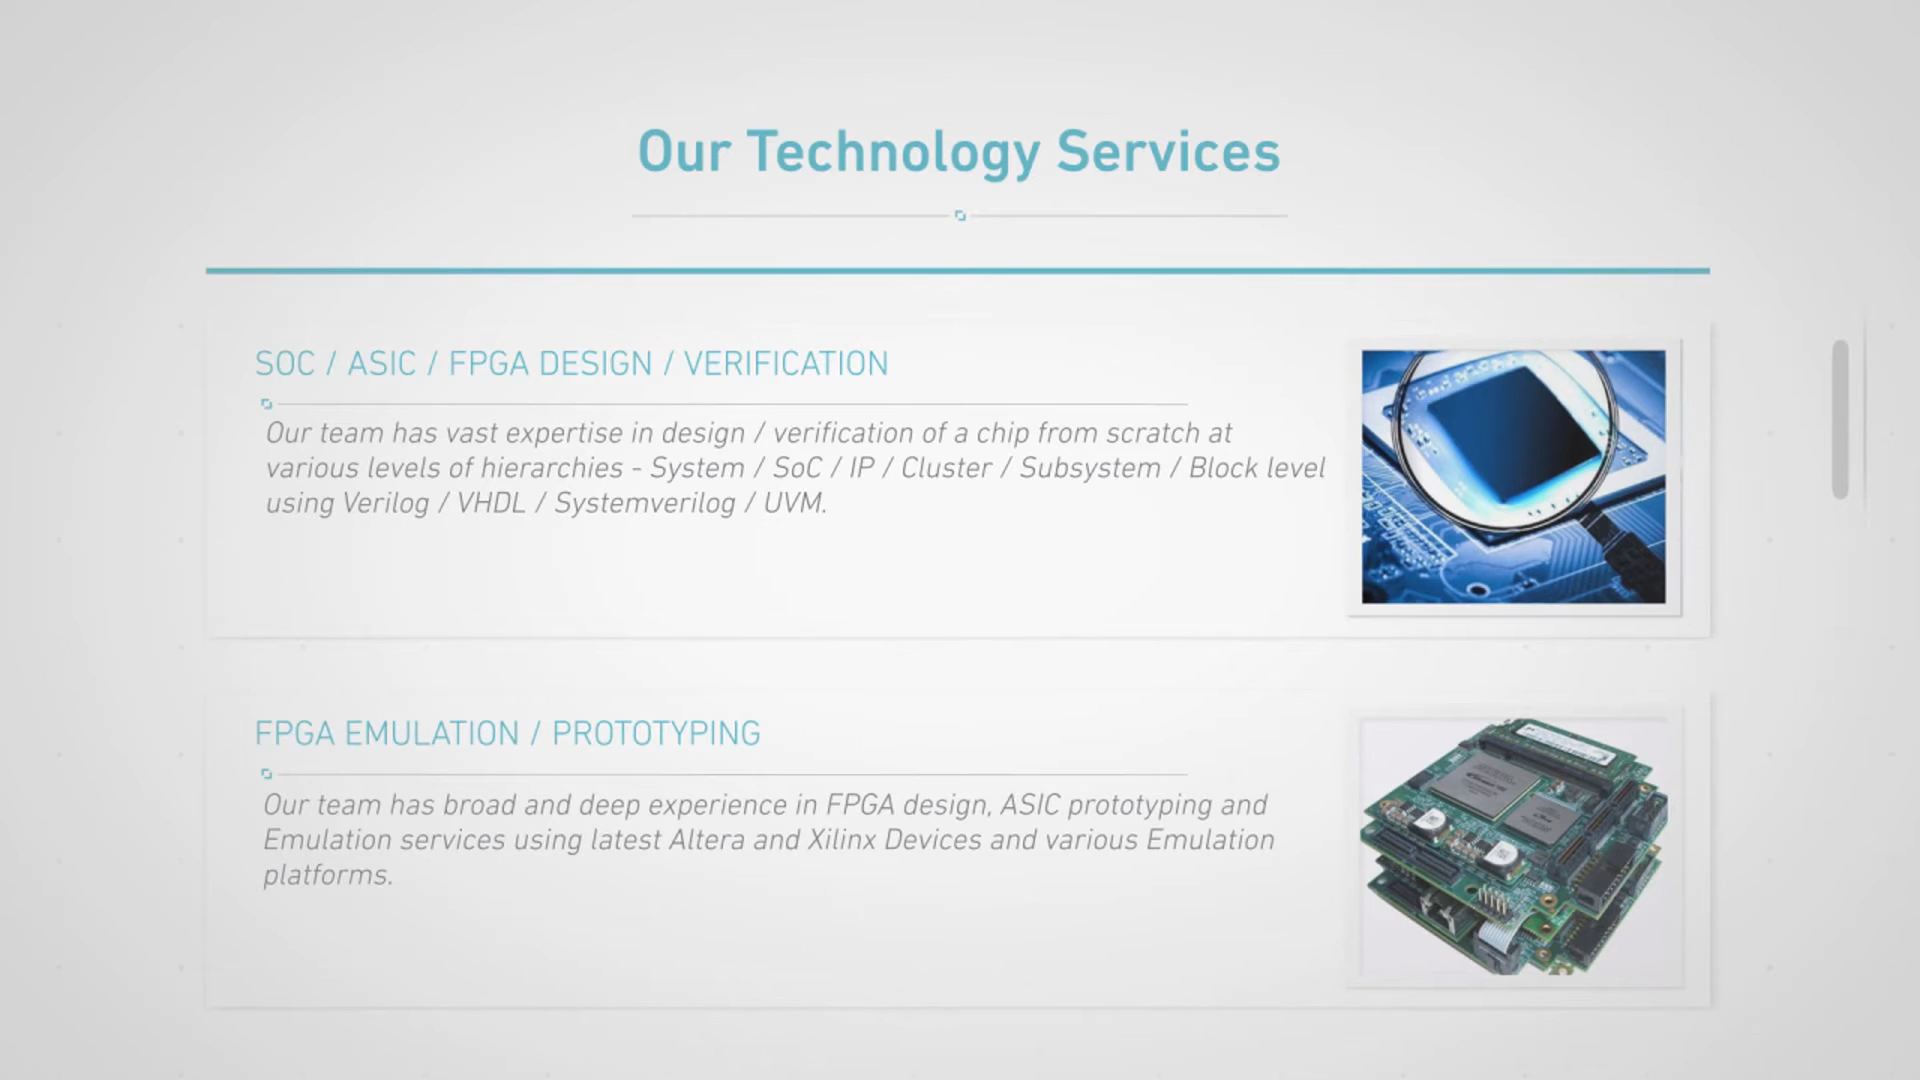 Our Technology Services
SOC / ASIC / FPGA DESIGN / VERIFICATION
Our team has vast expertise in design / verification of a chip from scratch at
various levels of hierarchies - System / SoC / IP / Cluster / Subsystem / Block level
using Verilog / VHDL / Systemverilog / UVM.
FPGA EMULATION / PROTOTYPING
Our team has broad and deep experience in FPGA design, ASIC prototyping and
Emulation services using latest Altera and Xilinx Devices and various Emulation
platforms.